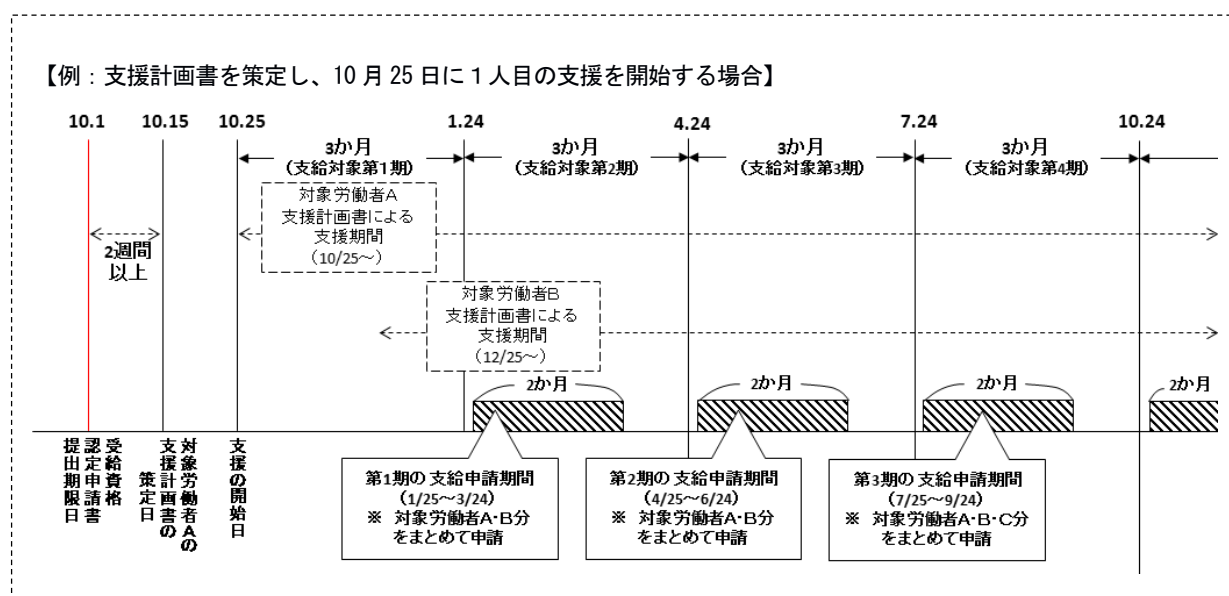 【例：支援計画書を策定し、10月25日に１人目の支援を開始する場合】
10.1
10.15
10.25
1.24
4.24
7.24
10.24
3か月
(支給対象第1期)
3か月
(支給対象第2期)
3か月
(支給対象第3期)
3か月
(支給対象第4期)
2週間
以上
対象労働者A
支援計画書による
支援期間
(10/25～)
対象労働者B
支援計画書による
支援期間
(12/25～)
2か月
2か月
2か月
2か月
受給資格
認定申請書
提出期限日
対象労働者Aの
支援計画書の
策定日
支援の開始日
第1期の支給申請期間
(1/25～3/24)
※ 対象労働者A・B分
をまとめて申請
第2期の支給申請期間
(4/25～6/24)
※ 対象労働者A・B分
をまとめて申請
第3期の支給申請期間
(7/25～9/24)
※ 対象労働者A・B・C分
をまとめて申請